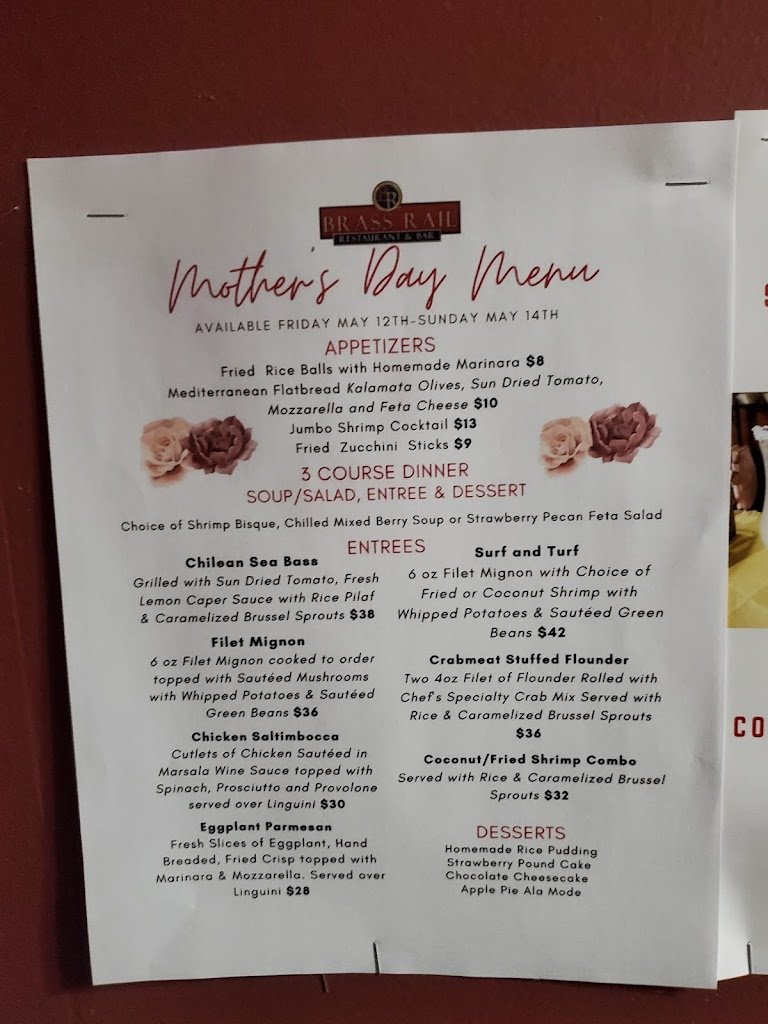 BRASS RAIL
RESTAURANT & BAR
Mother's Day Menu
AVAILABLE FRIDAY MAY 12TH-SUNDAY MAY 14TH
APPETIZERS
Fried Rice Balls with Homemade Marinara $8
Mediterranean Flatbread Kalamata Olives, Sun Dried Tomato,
Mozzarella and Feta Cheese $10
Jumbo Shrimp Cocktail $13
Fried Zucchini Sticks $9
3 COURSE DINNER
SOUP/SALAD, ENTREE & DESSERT
Choice of Shrimp Bisque, Chilled Mixed Berry Soup or Strawberry Pecan Feta Salad
ENTREES
Chilean Sea Bass
Grilled with Sun Dried Tomato, Fresh
Lemon Caper Sauce with Rice Pilaf
& Caramelized Brussel Sprouts $38
Filet Mignon
6 oz Filet Mignon cooked to order
topped with Sautéed Mushrooms
with Whipped Potatoes & Sautéed
Green Beans $36
Chicken Saltimbocca
Cutlets of Chicken Sautéed in
Marsala Wine Sauce topped with
Spinach, Prosciutto and Provolone
served over Linguini $30
Eggplant Parmesan
Fresh Slices of Eggplant, Hand
Breaded, Fried Crisp topped with
Marinara & Mozzarella. Served over
Linguini $28
Surf and Turf
6 oz Filet Mignon with Choice of
Fried or Coconut Shrimp with
Whipped Potatoes & Sautéed Green
Beans $42
Crabmeat Stuffed Flounder
Two 4oz Filet of Flounder Rolled with
Chef's Specialty Crab Mix Served with
Rice & Caramelized Brussel Sprouts
$36
Coconut/Fried Shrimp Combo
Served with Rice & Caramelized Brussel
Sprouts $32
DESSERTS
Homemade Rice Pudding
Strawberry Pound Cake
Chocolate Cheesecake
Apple Pie Ala Mode
CO